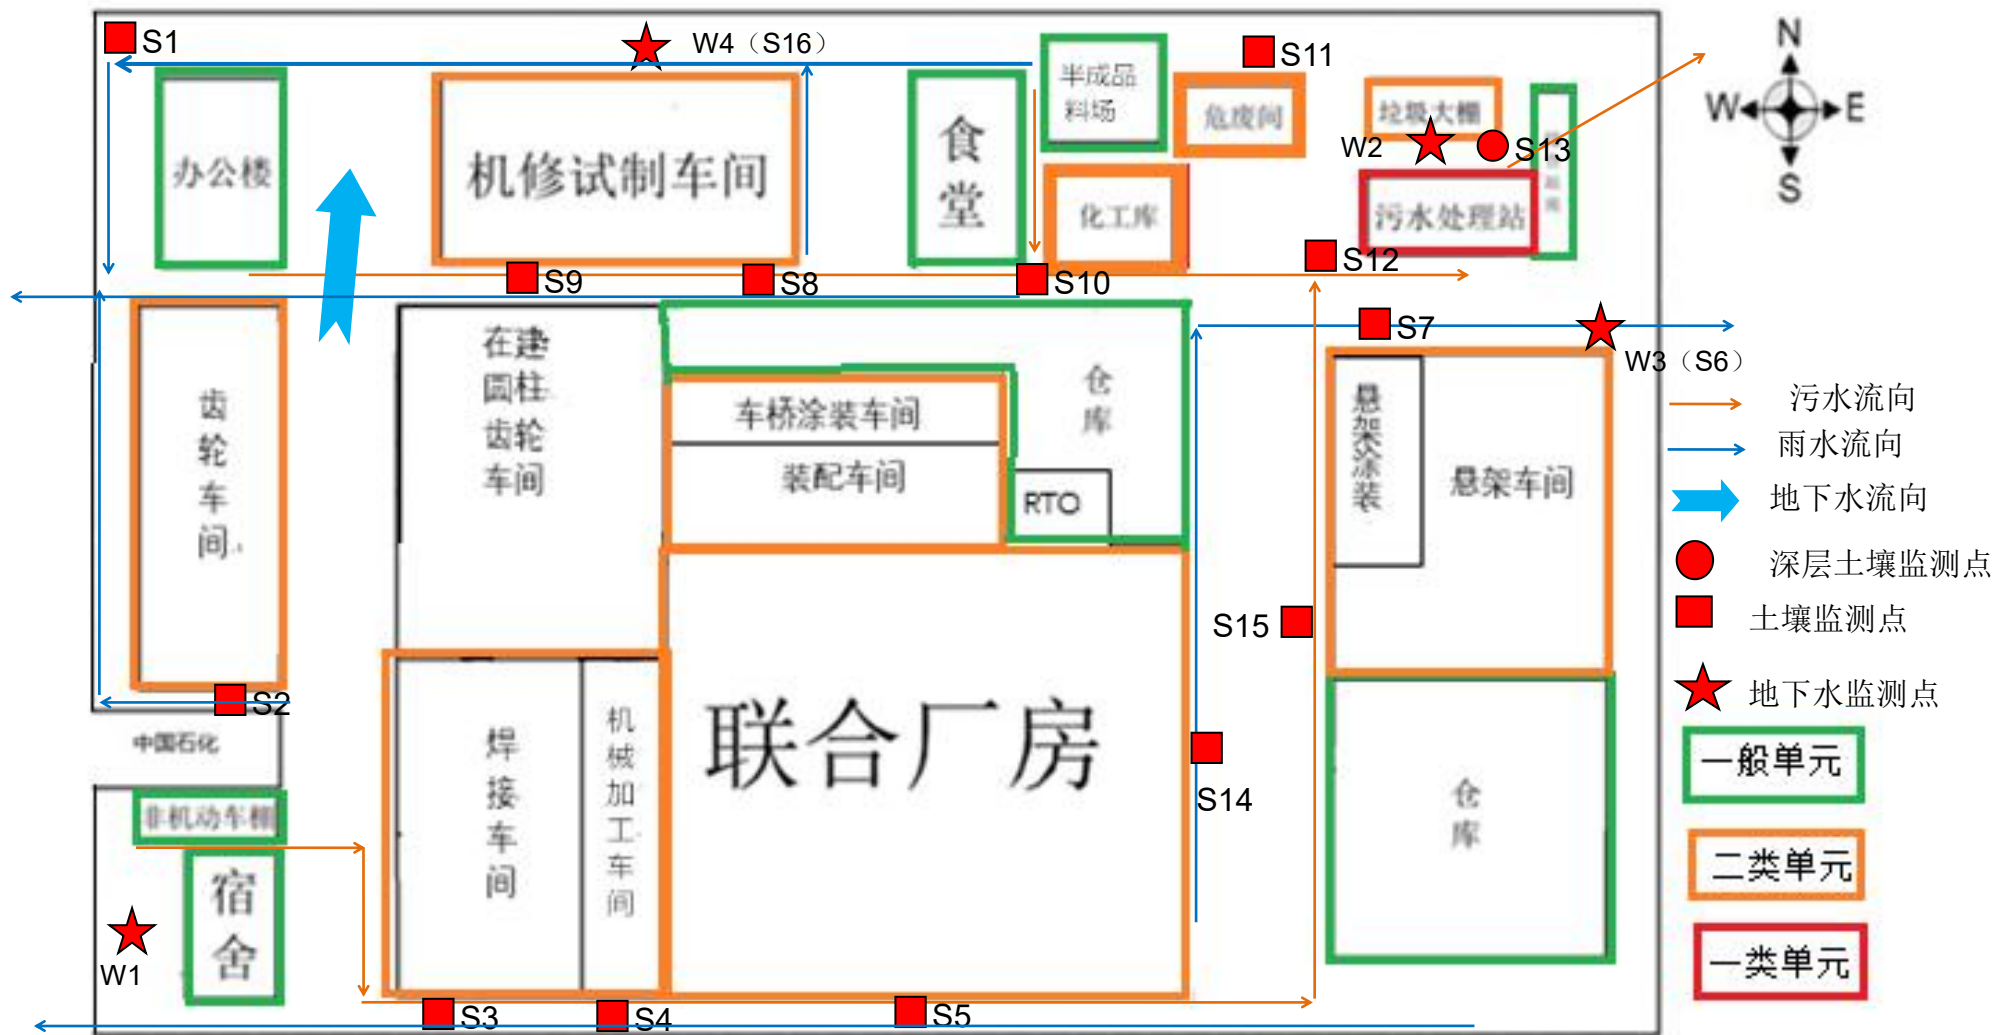 S1
W4（S16）
S11
N
W
E
S
半成品
料场
危废间
垃圾大棚
W2
S13
办公楼
机修试制车间
食
堂
化工库
污水处理站
S12
S9
S8
S10
S7
W3（S6）
在建
圆柱
齿轮
车间
齿
轮
车
间
车桥涂装车间
装配车间
仓
库
RTO
悬
架
涂
装
悬架车间
污水流向
雨水流向
地下水流向
深层土壤监测点
土壤监测点
地下水监测点
一般单元
二类单元
一类单元
S15
S2
中国石化
非机动车棚
宿
舍
W1
焊
接
车
间
机
械
加
工
车
间
联合厂房
S14
仓
库
S3
S4
S5